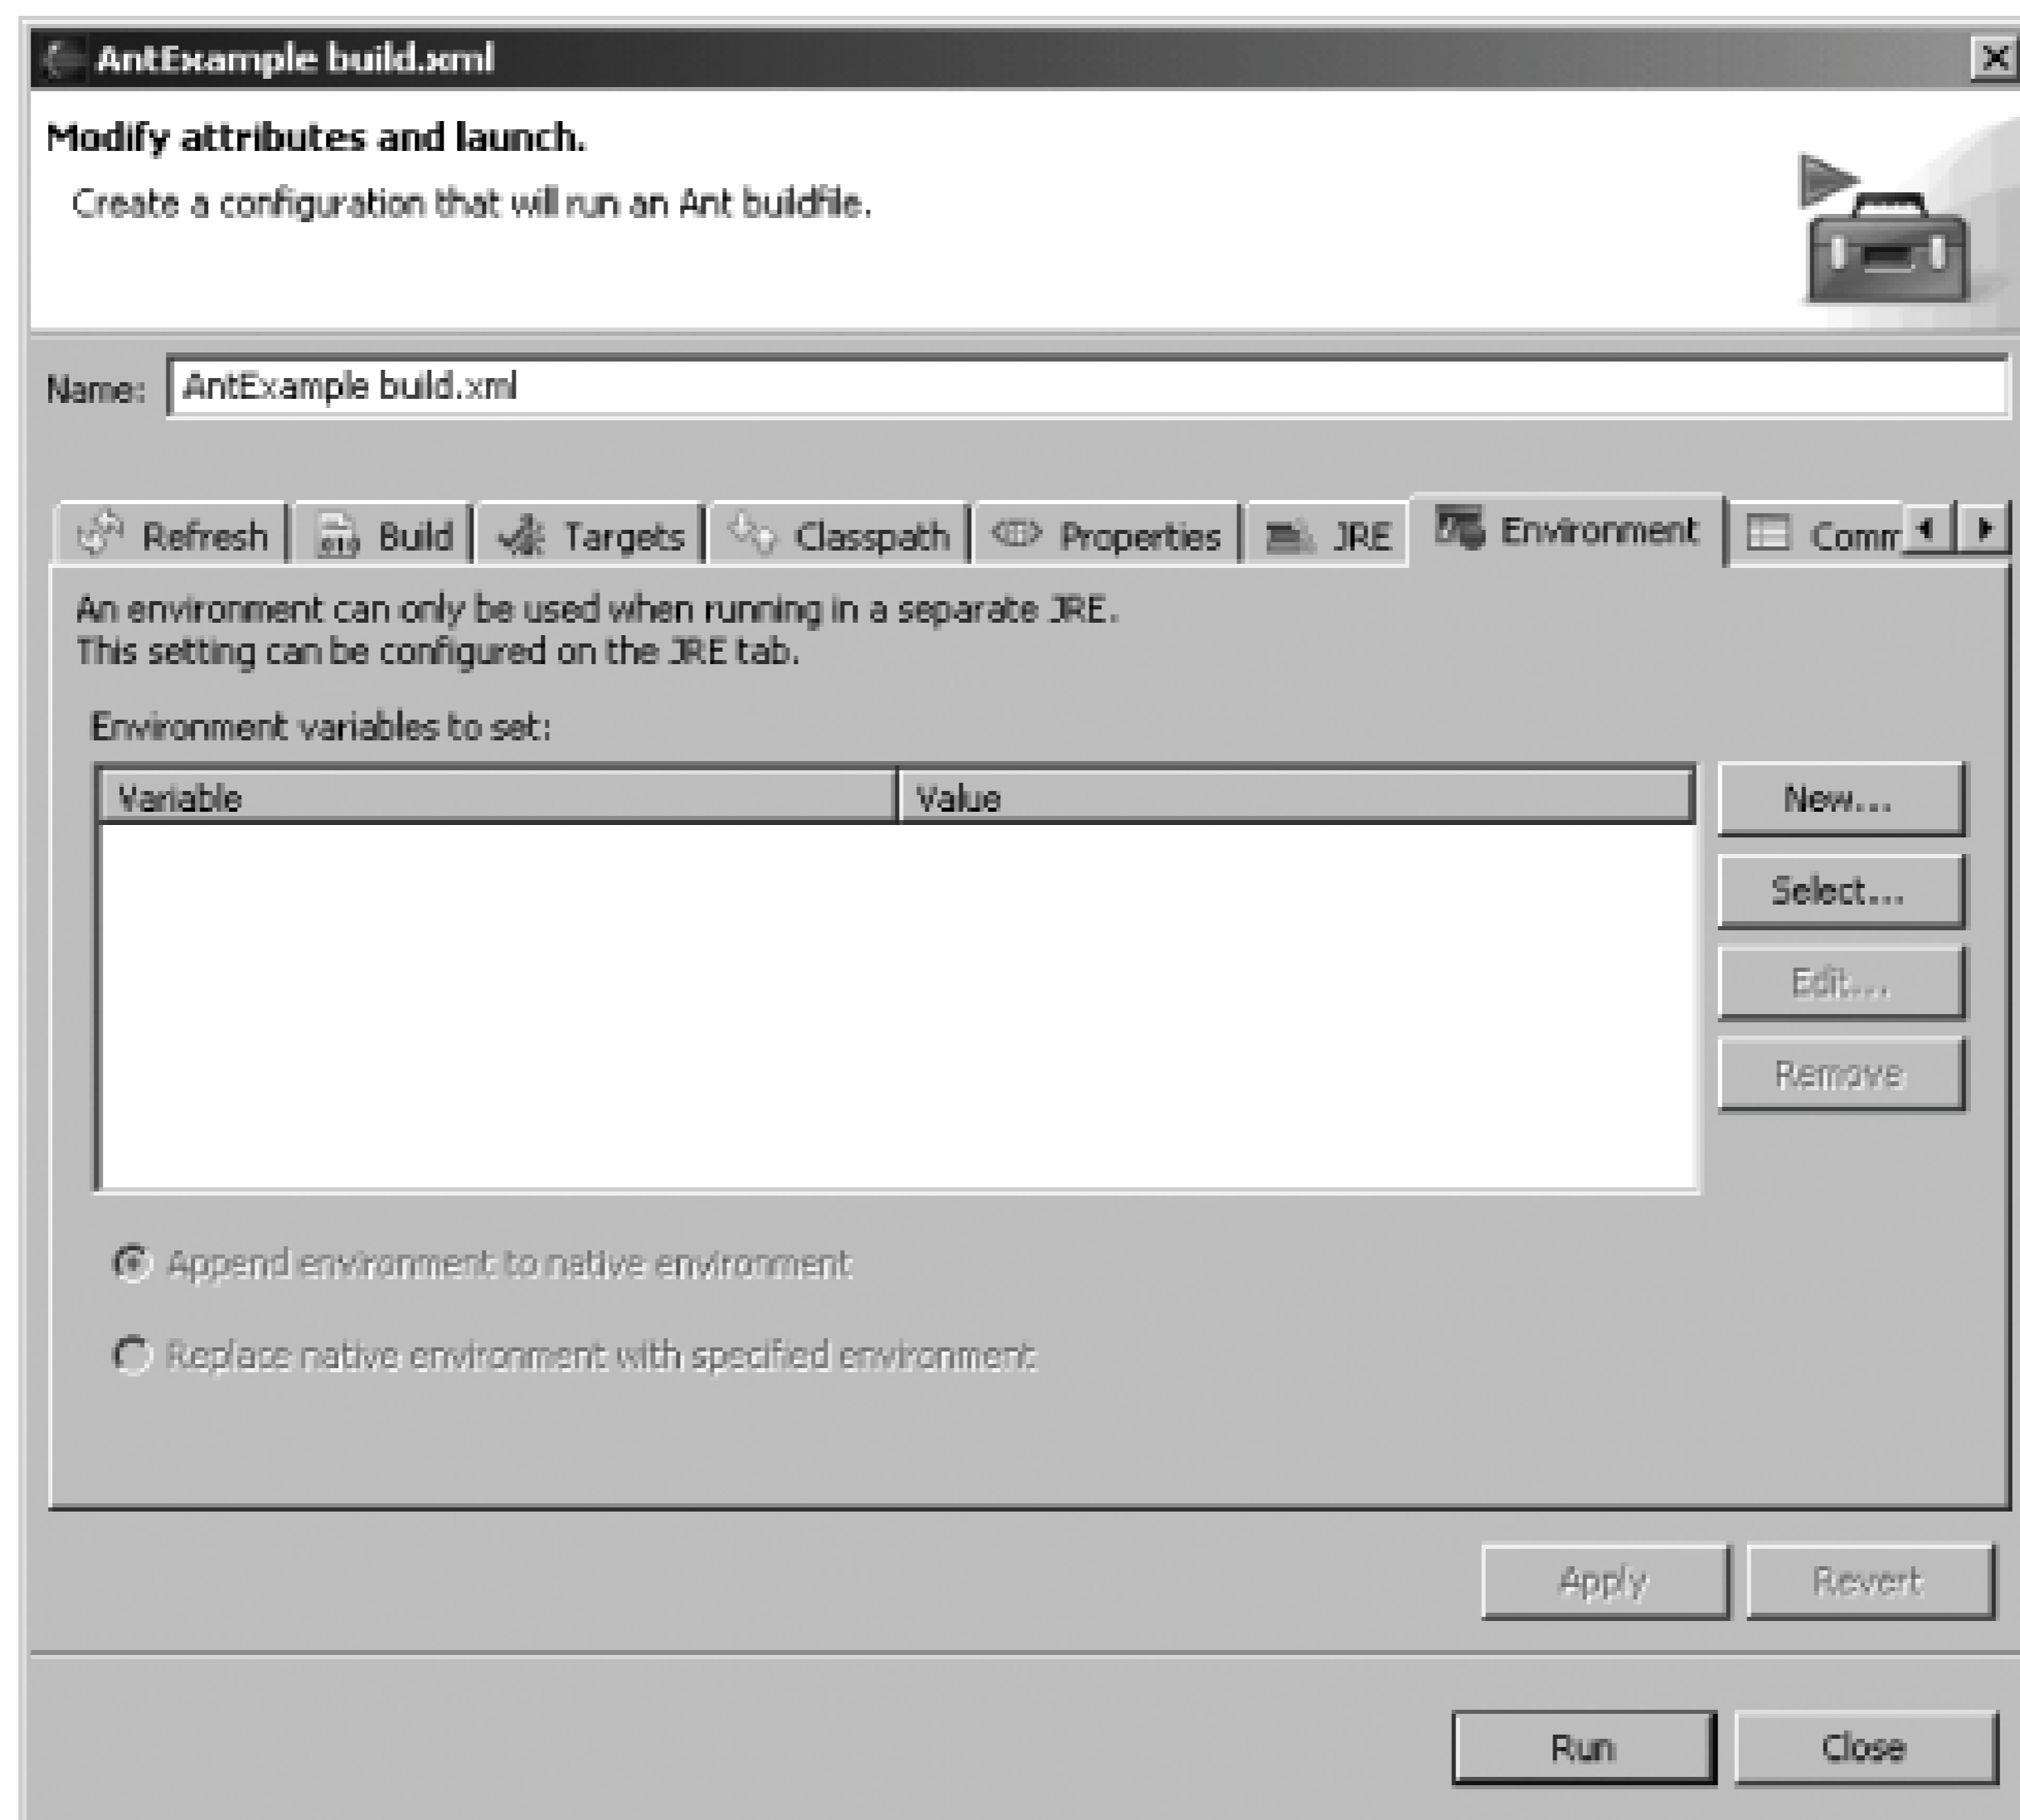 AntExample build.xml
Modify attributes and launch.
Create a configuration that will run an Ant buildfile.
Name: AntExample build.xml
Refresh Build Targets Classpath Properties JRE Environment Comm
An environment can only be used when running in a separate JRE.
This setting can be configured on the JRE tab.
Environment variables to set:
Variable Value
New...
Select...
Edit...
Remove
Append environment to native environment
Replace native environment with specified environment
Apply Revert
Run Close